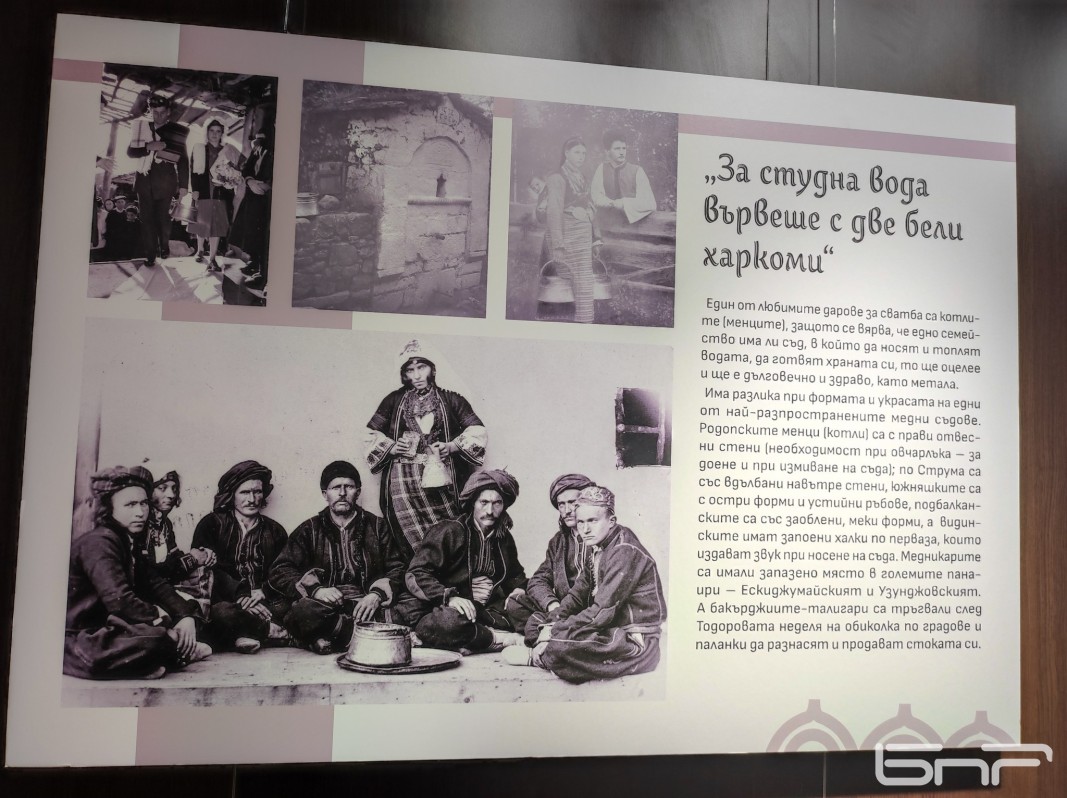 „За студна вода
вървеше с две бели
харкоми“
Един от любимите дарове за сватба са котли-
те (менците), защото се вярва, че едно семей-
ство има ли съд, в който да носят и топлят
водата, да готвят храната си, то ще оцелее
и ще е дълговечно и здраво, като метала.
Има разлика при формата и украсата на едни
от най-разпространените медни съдове.
Родопските менци (котли) са с прави отвес-
ни стени (необходимост при овчарлъка – за
доене и при измиване на съда); по Струма са
със вдълбани навътре стени, южняшките са
с остри форми и устийни ръбове, подбалкан-
ските са със заоблени, меки форми, а видин-
ските имат запоени халки по перваза, които
издават звук при носене на съда. Медникарите
са имали запазено място в големите пана-
ири – Ескиджумайският и Узунджовският.
А бакърджиите-талигари са тръгвали след
Тодоровата неделя на обиколка по градове и
паланки да разнасят и продават стоката си.
БНР